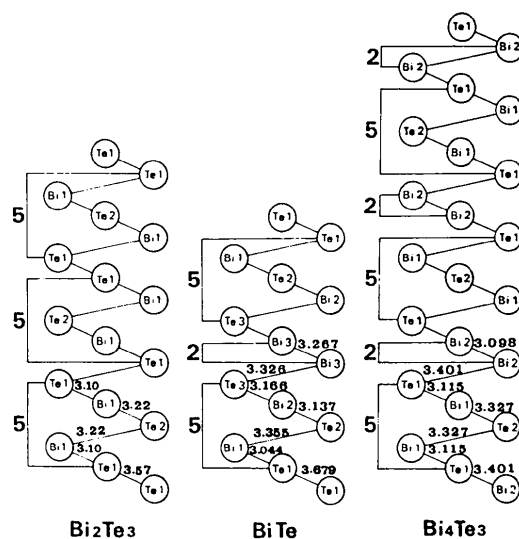 Te1
Te1
Bi1
5
Te2
Bi1
Te1
Te1
Bi1
5
Te2
Bi1
Te1
Te1
3.10
Bi1
3.22
5
Te2
3.22
Bi1
3.10
Te1
3.57
Te1
Bi2Te3
Te1
Te1
5
Bi1
Te2
Bi2
Te3
Bi3
3.267
2
Bi3
3.326
Te3
3.166
Bi2
3.137
5
Te2
3.355
Bi1
3.044
Te1
3.679
Te1
BiTe
Te1
Bi2
2
Bi2
Te1
Bi1
5
Te2
Bi1
Te1
Bi2
2
Bi2
Te1
Bi1
5
Te2
Bi1
Te1
Bi2
3.098
2
Bi2
3.401
Te1
3.115
Bi1
3.327
5
Te2
3.327
Bi1
3.115
Te1
3.401
Bi2
Bi4Te3